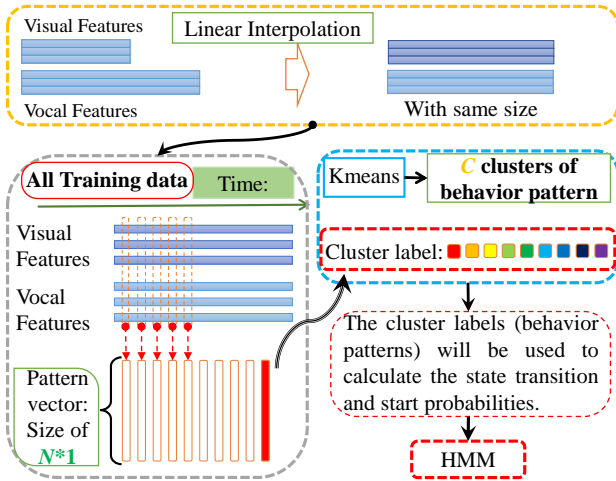 Visual Features
Linear Interpolation
Vocal Features
With same size
All Training data
Time:
Visual
Features
Vocal
Features
Pattern
vector:
Size of
N*1
Kmeans
C clusters of
behavior pattern
Cluster label:
The cluster labels (behavior
patterns) will be used to
calculate the state transition
and start probabilities.
HMM